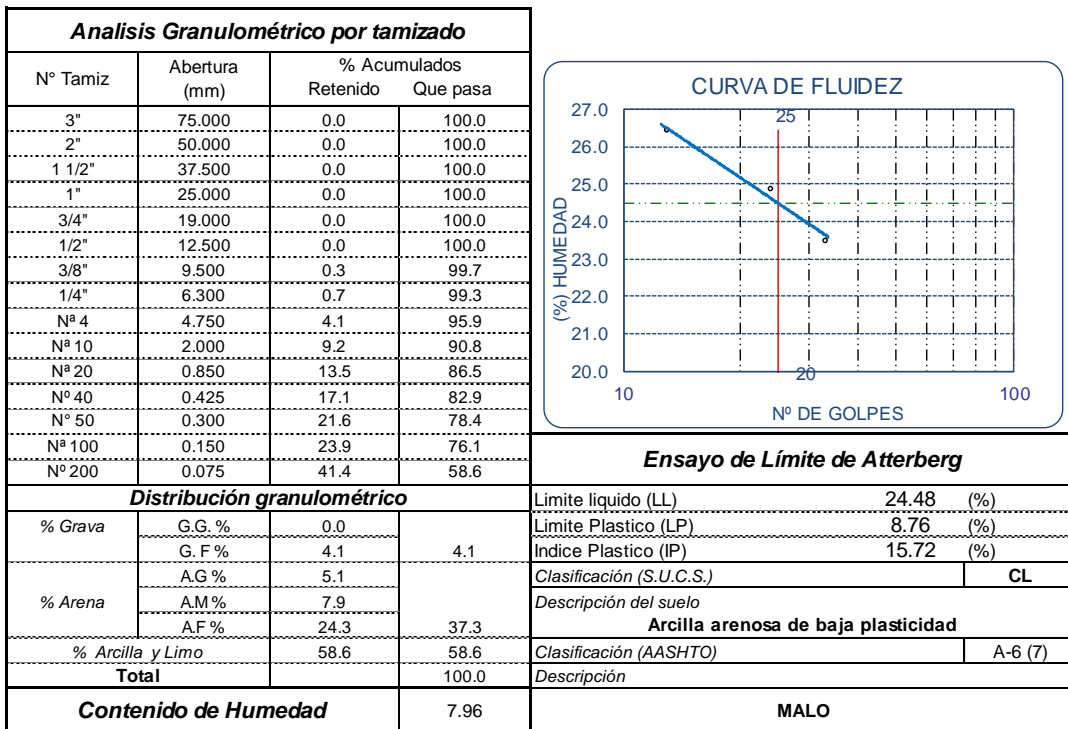 Analisis Granulométrico por tamizado
N° Tamiz Abertura (mm) % Acumulados
Retenido Que pasa
3" 75.000 0.0 100.0
2" 50.000 0.0 100.0
1 1/2" 37.500 0.0 100.0
1" 25.000 0.0 100.0
3/4" 19.000 0.0 100.0
1/2" 12.500 0.0 100.0
3/8" 9.500 0.3 99.7
1/4" 6.300 0.7 99.3
Nª 4 4.750 4.1 95.9
Nª 10 2.000 9.2 90.8
Nª 20 0.850 13.5 86.5
Nº 40 0.425 17.1 82.9
N° 50 0.300 21.6 78.4
Nª 100 0.150 23.9 76.1
Nº 200 0.075 41.4 58.6
Distribución granulométrico
% Grava G.G. % 0.0
G. F % 4.1 4.1
A.G % 5.1
% Arena A.M % 7.9
A.F % 24.3 37.3
% Arcilla y Limo 58.6 58.6
Total 100.0
Contenido de Humedad 7.96
CURVA DE FLUIDEZ
25
27.0
26.0
25.0
24.0
23.0
22.0
21.0
20.0
(%) HUMEDAD
20
10 100
Nº DE GOLPES
Ensayo de Límite de Atterberg
Limite liquido (LL) 24.48 (%)
Limite Plastico (LP) 8.76 (%)
Indice Plastico (IP) 15.72 (%)
Clasificación (S.U.C.S.) CL
Descripción del suelo
Arcilla arenosa de baja plasticidad
Clasificación (AASHTO) A-6 (7)
Descripción
MALO